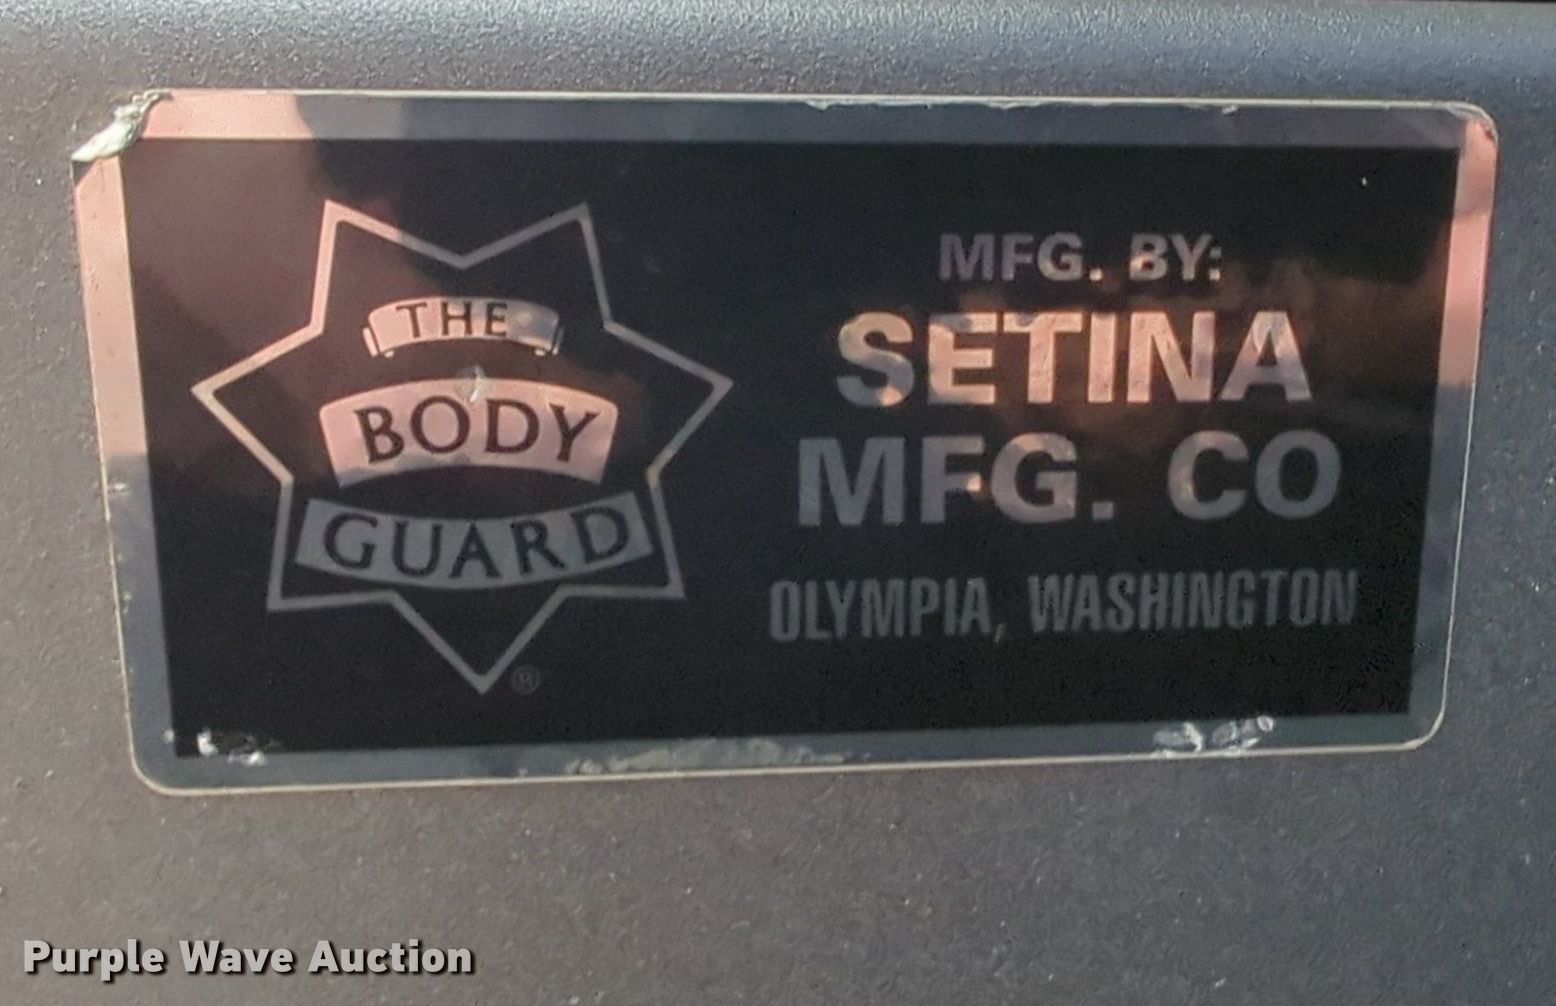 THE
BODY
GUARD
®
MFG. BY:
SETINA
MFG. CO
OLYMPIA, WASHINGTON
Purple Wave Auction